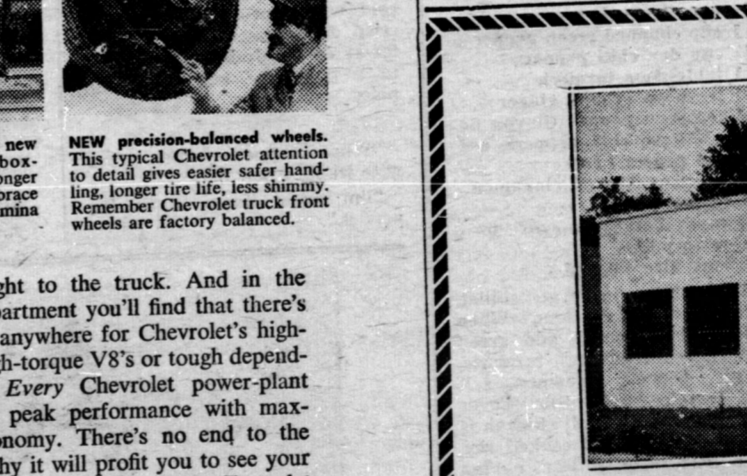 new
box-
onger
orace
mina
NEW precision-balanced wheels.
This typical Chevrolet attention
to detail gives easier safer hand-
ling, longer tire life, less shimmy.
Remember Chevrolet truck front
wheels are factory balanced.
ght to the truck. And in the
partment you'll find that there's
anywhere for Chevrolet's high-
gh-torque V8's or tough depend-
Every Chevrolet power-plant
peak performance with max-
onomy. There's no end to the
hy it will profit you to see your